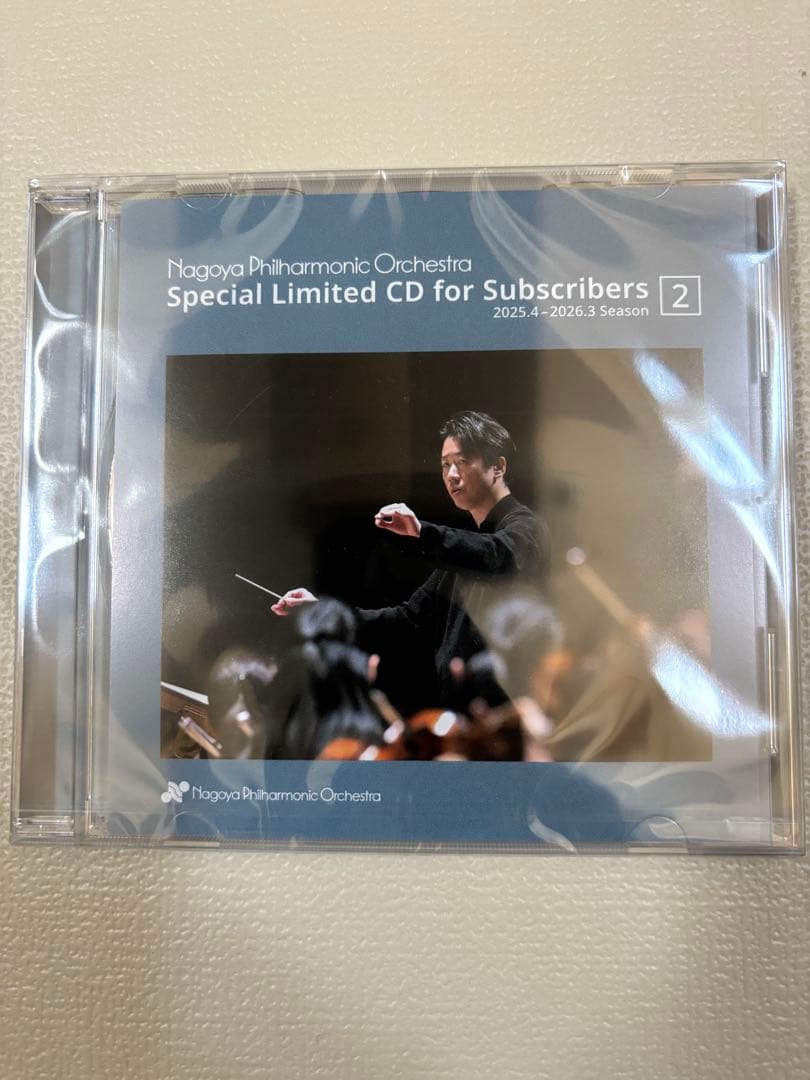 Nagoya Philharmonic Orchestra
Special Limited CD for Subscribers 2
2025.4–2026.3 Season
Nagoya Philharmonic Orchestra